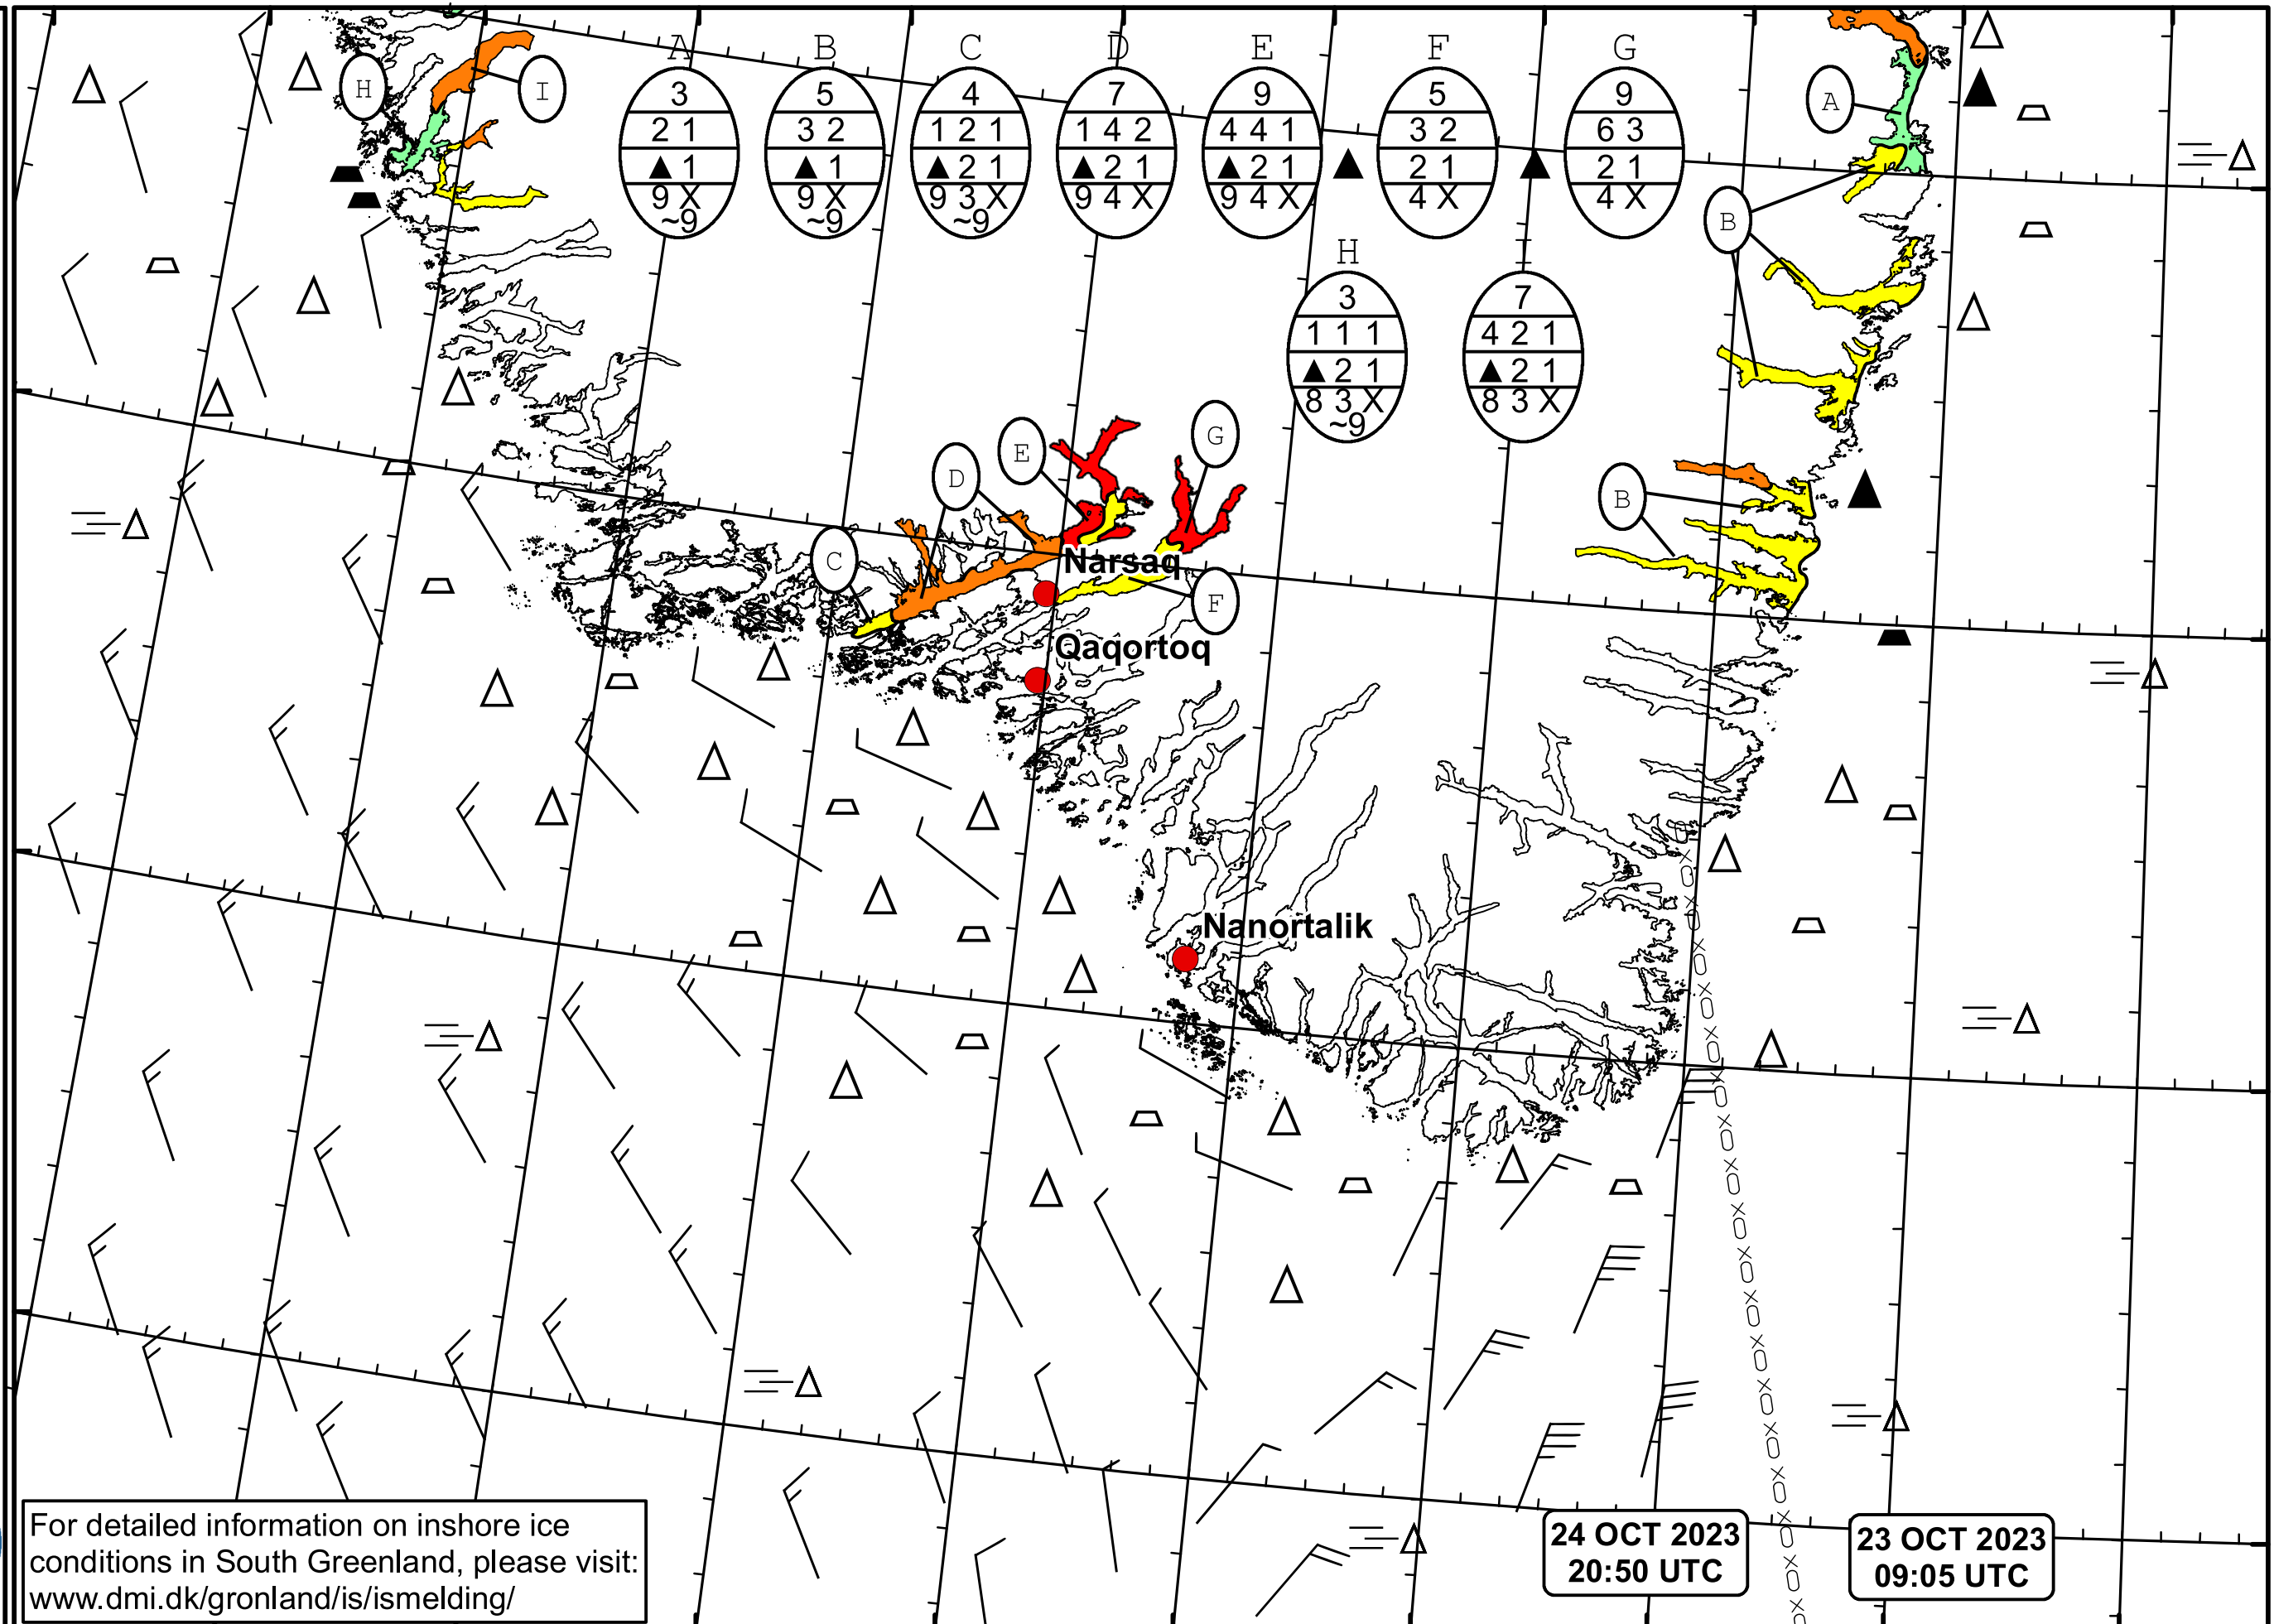 A B C D E F G
3 5 4 7 9 5 9
2 1 3 2 1 2 1 1 4 2 4 4 1 3 2 6 3
▲ 1 ▲ 1 ▲ 2 1 ▲ 2 1 ▲ 2 1 2 1 2 1
9 X 9 X 9 3 X 9 4 X 9 4 X 4 X 4 X
~9 ~9 ~9
H I
3 7
1 1 1 4 2 1
▲ 2 1 ▲ 2 1
8 3 X 8 3 X
~9
H
I
A
B
B
G
E
D
C
F
Narsaq
Qaqortoq
Nanortalik
For detailed information on inshore ice
conditions in South Greenland, please visit:
www.dmi.dk/gronland/is/ismelding/
24 OCT 2023
20:50 UTC
23 OCT 2023
09:05 UTC